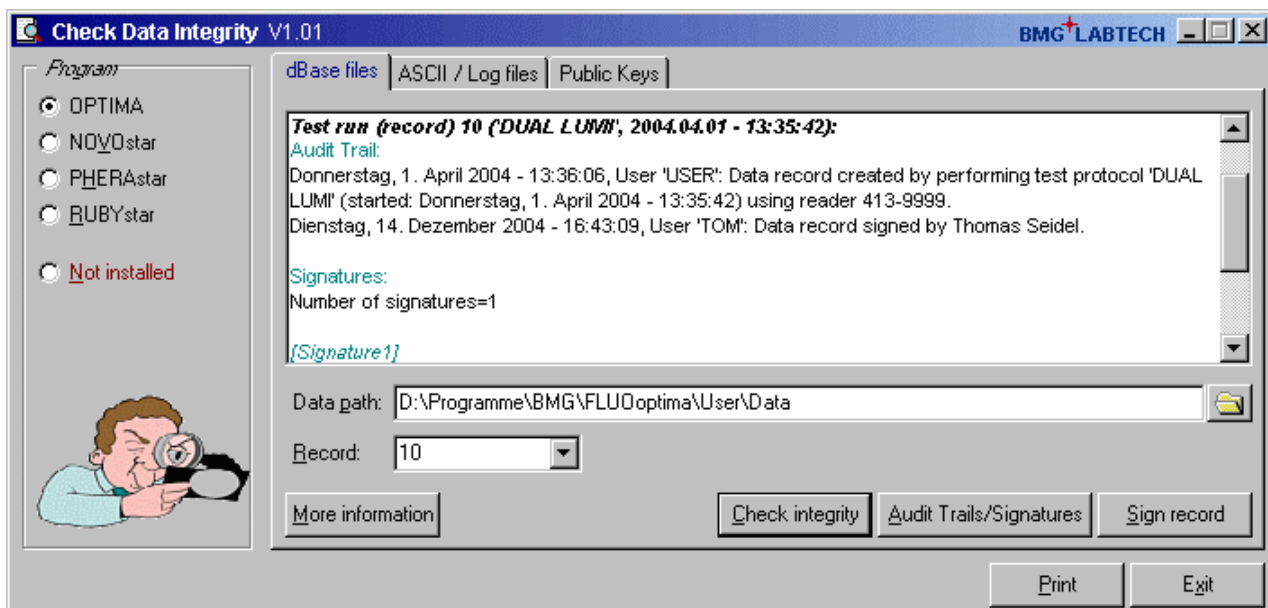 Check Data Integrity V1.01
BMG LABTECH
Program
OPTIMA
NOVOstar
PHERAstar
RUBYstar
Not installed
dBase files
ASCII / Log files
Public Keys
Test run (record) 10 ('DUAL LUMI', 2004.04.01 - 13:35:42):
Audit Trail:
Donnerstag, 1. April 2004 - 13:36:06, User 'USER': Data record created by performing test protocol 'DUAL
LUMI' (started: Donnerstag, 1. April 2004 - 13:35:42) using reader 413-9999.
Dienstag, 14. Dezember 2004 - 16:43:09, User 'TOM': Data record signed by Thomas Seidel.
Signatures:
Number of signatures=1
[Signature1]
Data path: D:\Programme\BMG\FLUOoptima\User\Data
Record: 10
More information
Check integrity
Audit Trails/Signatures
Sign record
Print
Exit